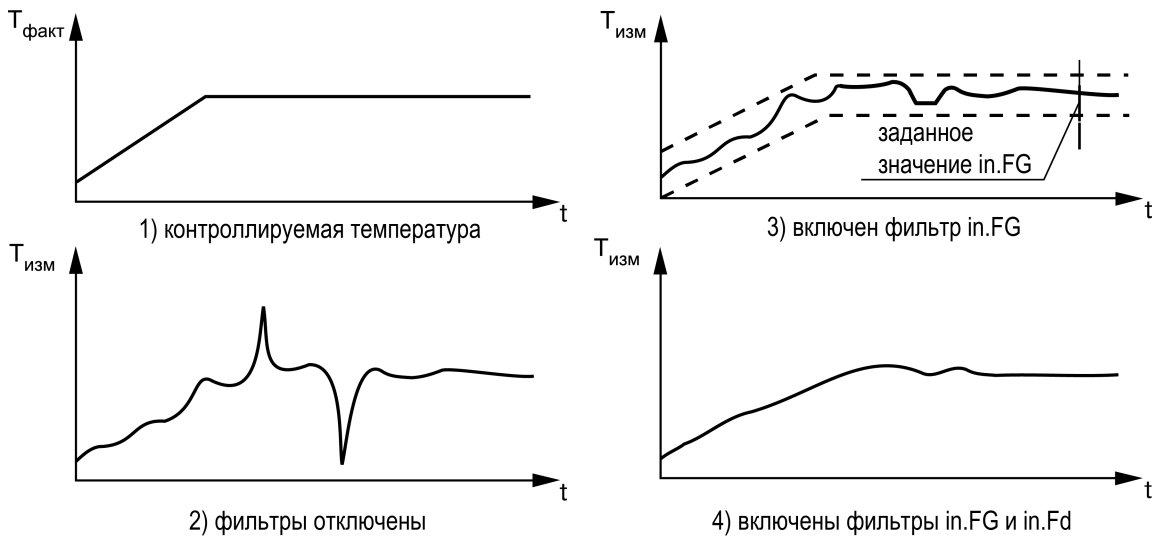 Tфакт
t
1) контроллируемая температура
Tизм
t
2) фильтры отключены
Tизм
заданное
значение in.FG
t
3) включен фильтр in.FG
Tизм
t
4) включены фильтры in.FG и in.Fd